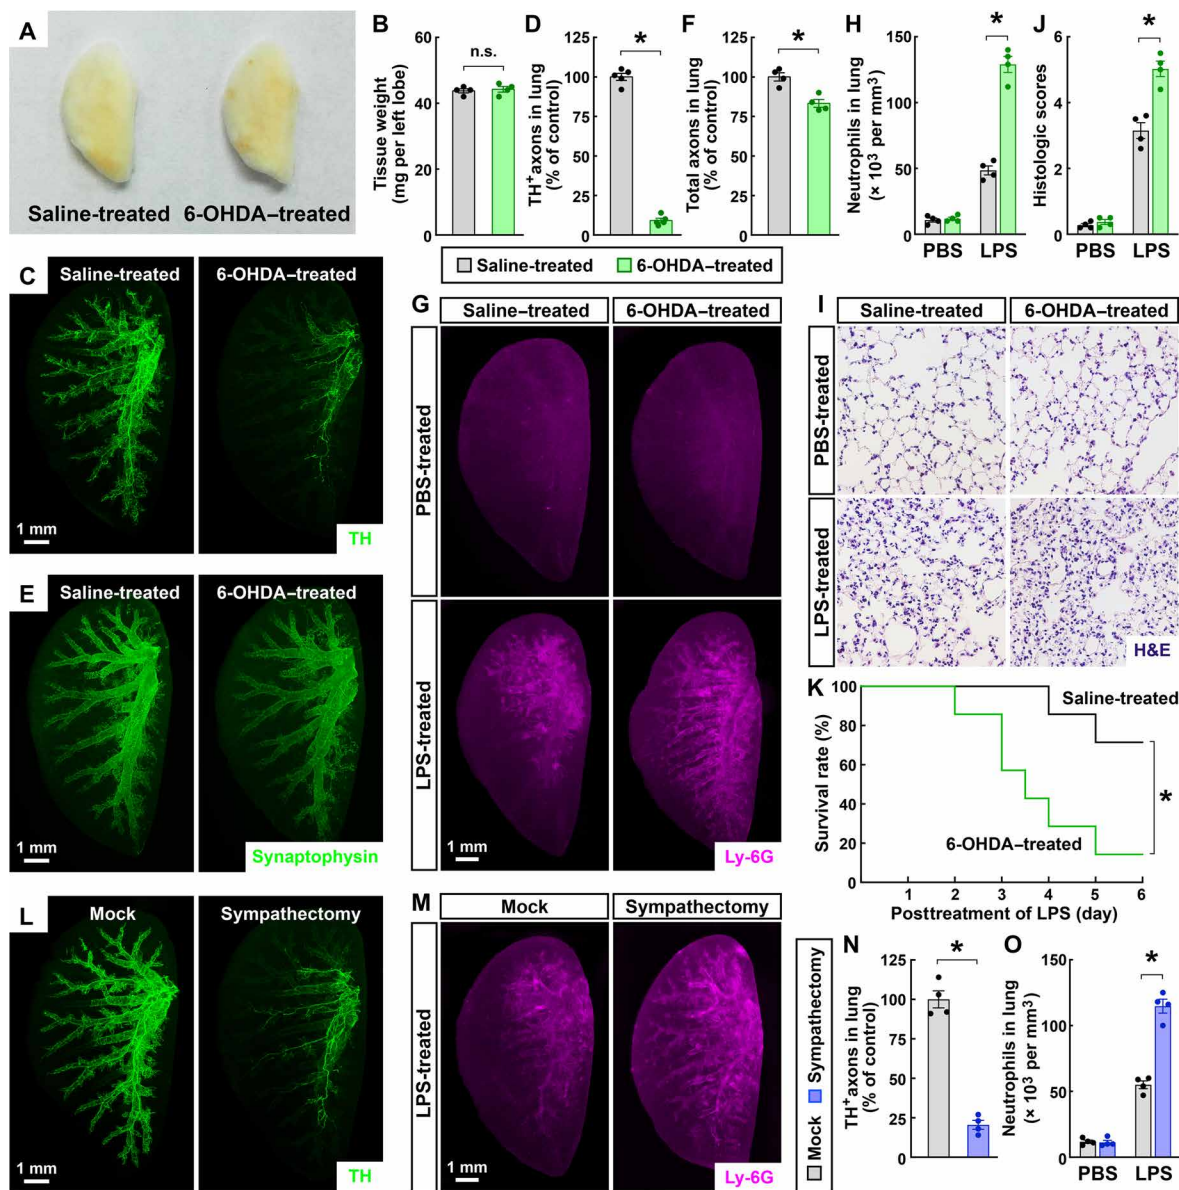 A
Saline-treated 6-OHDA–treated
B
n.s.
60
40
20
0
Tissue weight
(mg per left lobe)
D
*
125
100
75
50
25
0
TH+ axons in lung
(% of control)
F
*
125
100
75
50
25
0
Total axons in lung
(% of control)
H
*
150
100
50
0
Neutrophils in lung
(× 10³ per mm³)
PBS LPS
J
*
6
4
2
0
Histologic scores
PBS LPS
Saline-treated 6-OHDA–treated
C
Saline-treated 6-OHDA–treated
1 mm
TH
E
Saline-treated 6-OHDA–treated
1 mm
Synaptophysin
G
Saline–treated 6-OHDA–treated
PBS-treated
LPS-treated
1 mm
Ly-6G
I
Saline-treated 6-OHDA–treated
PBS-treated
LPS-treated
H&E
K
100
80
60
40
20
Survival rate (%)
Saline-treated
6-OHDA–treated
*
1 2 3 4 5 6
Posttreatment of LPS (day)
L
Mock Sympathectomy
1 mm
TH
M
Mock Sympathectomy
LPS-treated
1 mm
Ly-6G
Mock Sympathectomy
N
*
125
100
75
50
25
0
TH+ axons in lung
(% of control)
O
*
150
100
50
0
Neutrophils in lung
(× 10³ per mm³)
PBS LPS